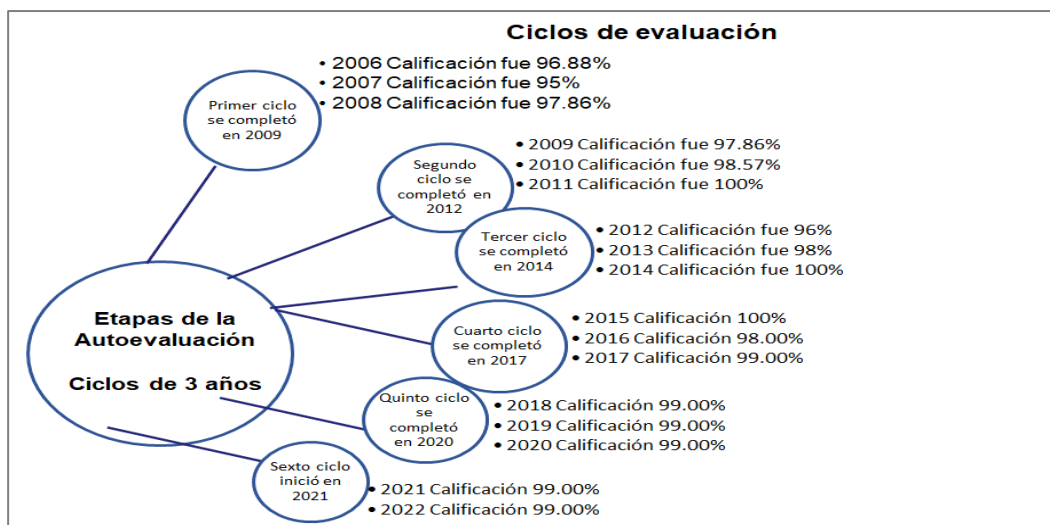 Ciclos de evaluación
• 2006 Calificación fue 96.88%
• 2007 Calificación fue 95%
• 2008 Calificación fue 97.86%
Primer ciclo
se completó
en 2009
• 2009 Calificación fue 97.86%
• 2010 Calificación fue 98.57%
• 2011 Calificación fue 100%
Segundo
ciclo se
completó en
2012
• 2012 Calificación fue 96%
• 2013 Calificación fue 98%
• 2014 Calificación fue 100%
Tercer ciclo
se completó
en 2014
Etapas de la
Autoevaluación
Ciclos de 3 años
• 2015 Calificación 100%
• 2016 Calificación 98.00%
• 2017 Calificación 99.00%
Cuarto ciclo
se completó
en 2017
• 2018 Calificación 99.00%
• 2019 Calificación 99.00%
• 2020 Calificación 99.00%
Quinto ciclo
se
completó
en 2020
Sexto ciclo
inició en
2021
• 2021 Calificación 99.00%
• 2022 Calificación 99.00%